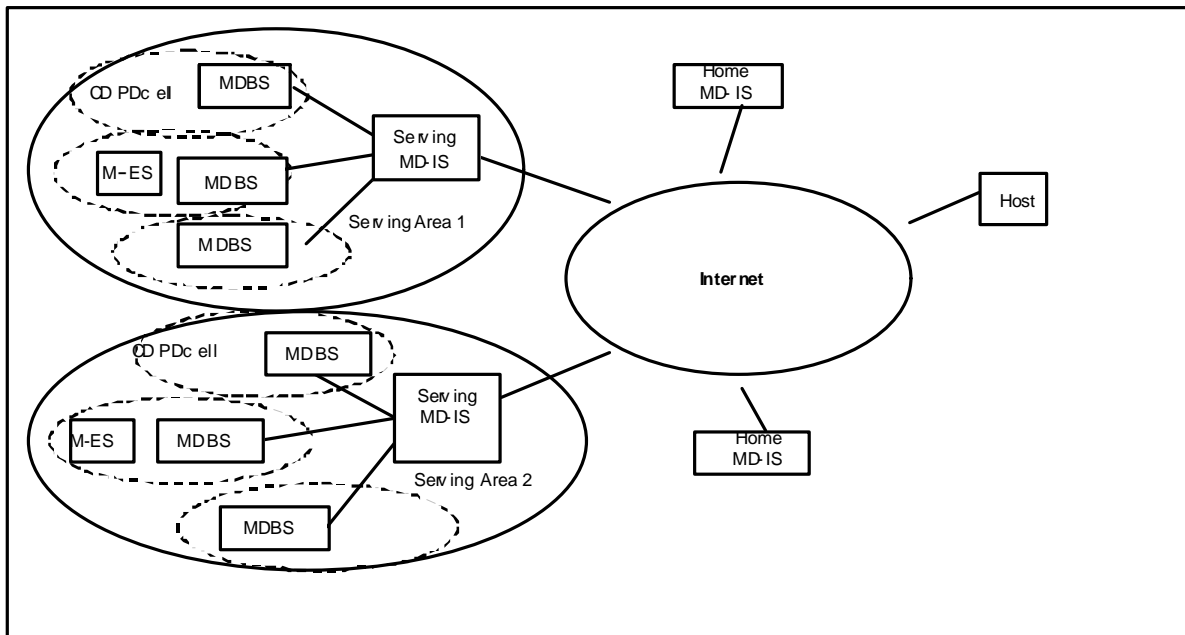 CDPDcell
MDBS
M-ES
MDBS
MDBS
Serving
MD-IS
Serving Area 1
CDPDcell
MDBS
M-ES
MDBS
MDBS
Serving
MD-IS
Serving Area 2
Home
MD-IS
Internet
Host
Home
MD-IS